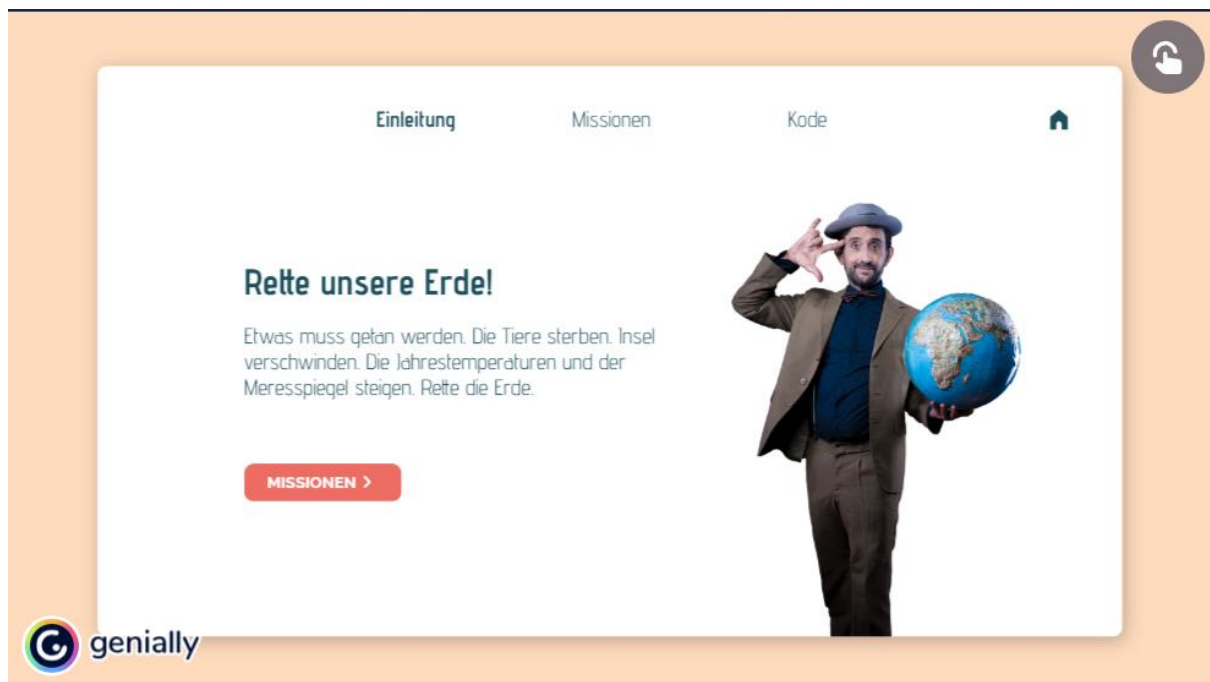 Einleitung Missionen Kode
Rette unsere Erde!
Etwas muss getan werden. Die Tiere sterben. Insel
verschwinden. Die Jahrestemperaturen und der
Meresspiegel steigen. Rette die Erde.
MISSIONEN >
genially